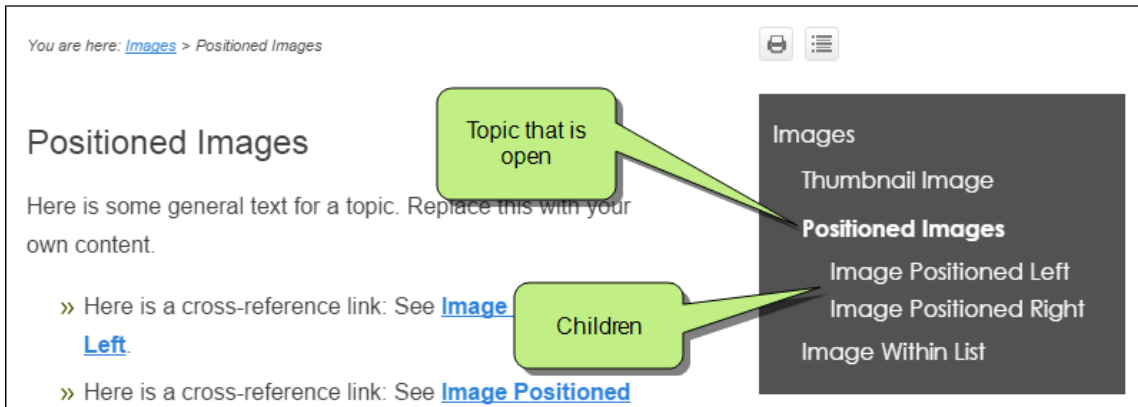 You are here: Images > Positioned Images
Positioned Images
Here is some general text for a topic. Replace this with your
own content.
» Here is a cross-reference link: See Image
Left.
» Here is a cross-reference link: See Image Positioned
Topic that is
open
Children
Images
Thumbnail Image
Positioned Images
Image Positioned Left
Image Positioned Right
Image Within List